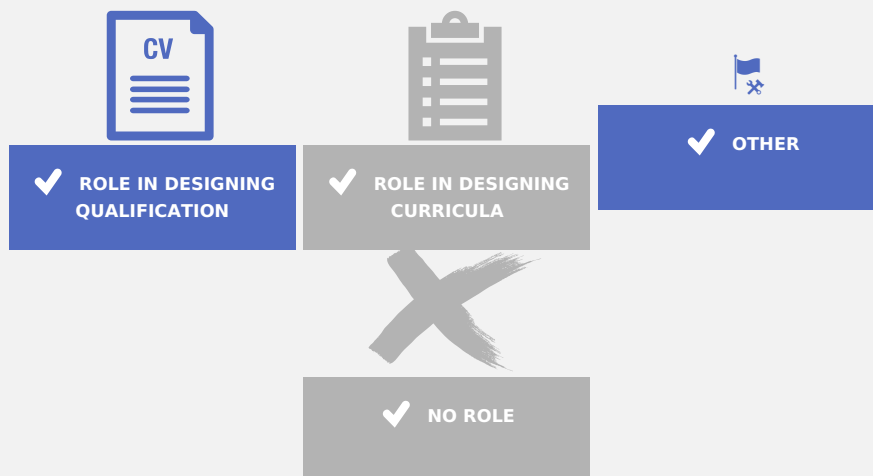 CV
ROLE IN DESIGNING
QUALIFICATION
ROLE IN DESIGNING
CURRICULA
OTHER
NO ROLE